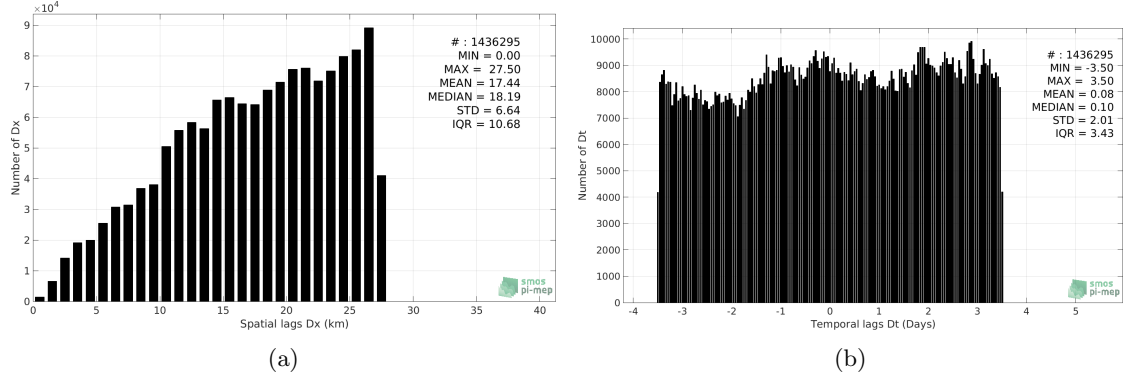 ×10⁴
9
8
7
6
5
4
3
2
1
0
Number of Dx
# : 1436295
MIN = 0.00
MAX = 27.50
MEAN = 17.44
MEDIAN = 18.19
STD = 6.64
IQR = 10.68
smos
pi-mep
0 5 10 15 20 25 30 35 40
Spatial lags Dx (km)
(a)
10000
9000
8000
7000
6000
5000
4000
3000
2000
1000
0
Number of Dt
# : 1436295
MIN = -3.50
MAX = 3.50
MEAN = 0.08
MEDIAN = 0.10
STD = 2.01
IQR = 3.43
smos
pi-mep
-4 -3 -2 -1 0 1 2 3 4 5
Temporal lags Dt (Days)
(b)